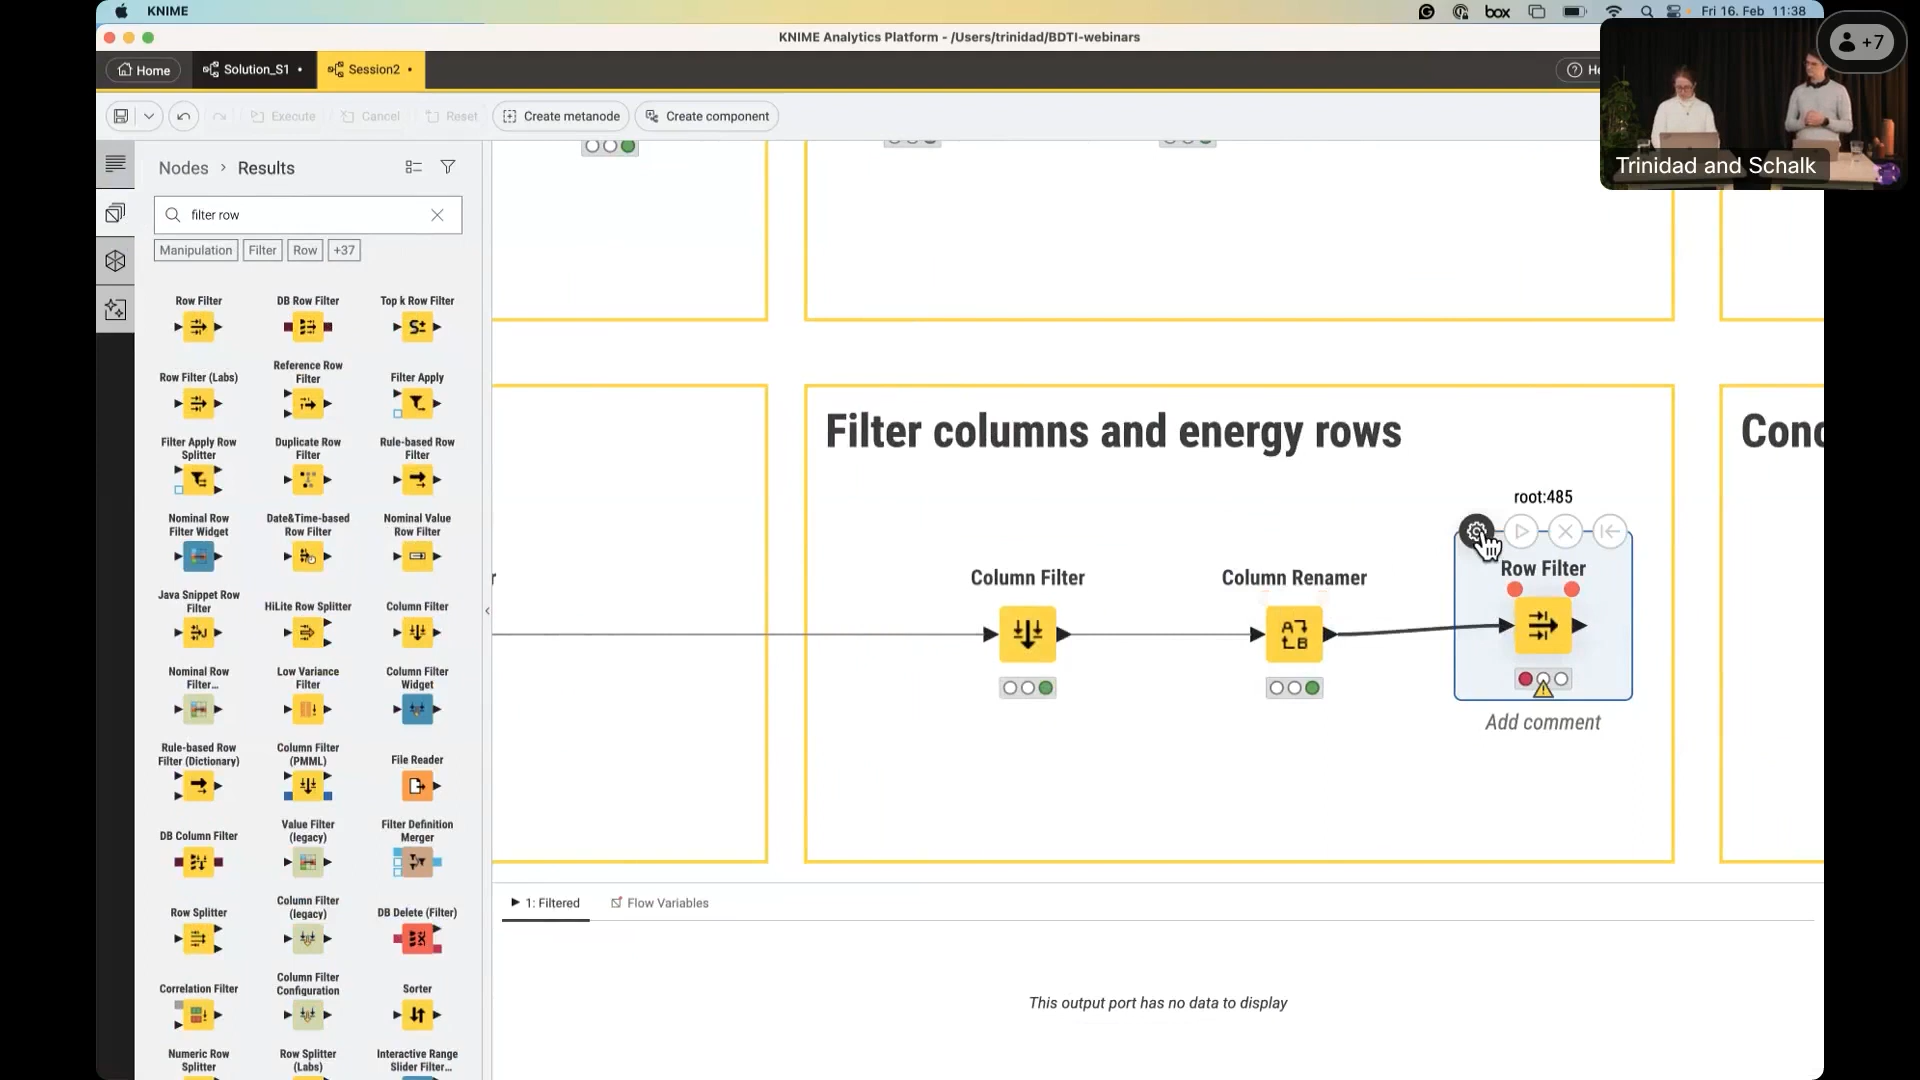 KNIME
box
Fri 16. Feb 11:38
KNIME Analytics Platform - /Users/trinidad/BDTI-webinars
+7
Home
Solution_S1
Session2
He
Execute
Cancel
Reset
Create metanode
Create component
Trinidad and Schalk
Nodes > Results
filter row
Manipulation
Filter
Row
+37
Row Filter
DB Row Filter
Top k Row Filter
Row Filter (Labs)
Reference Row
Filter
Filter Apply
Filter Apply Row
Splitter
Duplicate Row
Filter
Rule-based Row
Filter
Nominal Row
Filter Widget
Date&Time-based
Row Filter
Nominal Value
Row Filter
Java Snippet Row
Filter
HiLite Row Splitter
Column Filter
Nominal Row
Filter...
Low Variance
Filter
Column Filter
Widget
Rule-based Row
Filter (Dictionary)
Column Filter
(PMML)
File Reader
DB Column Filter
Value Filter
(legacy)
Filter Definition
Merger
Row Splitter
Column Filter
(legacy)
DB Delete (Filter)
Correlation Filter
Column Filter
Configuration
Sorter
Numeric Row
Splitter
Row Splitter
(Labs)
Interactive Range
Slider Filter...
Filter columns and energy rows
Conc
root:485
Column Filter
Column Renamer
Row Filter
Add comment
1: Filtered
Flow Variables
This output port has no data to display